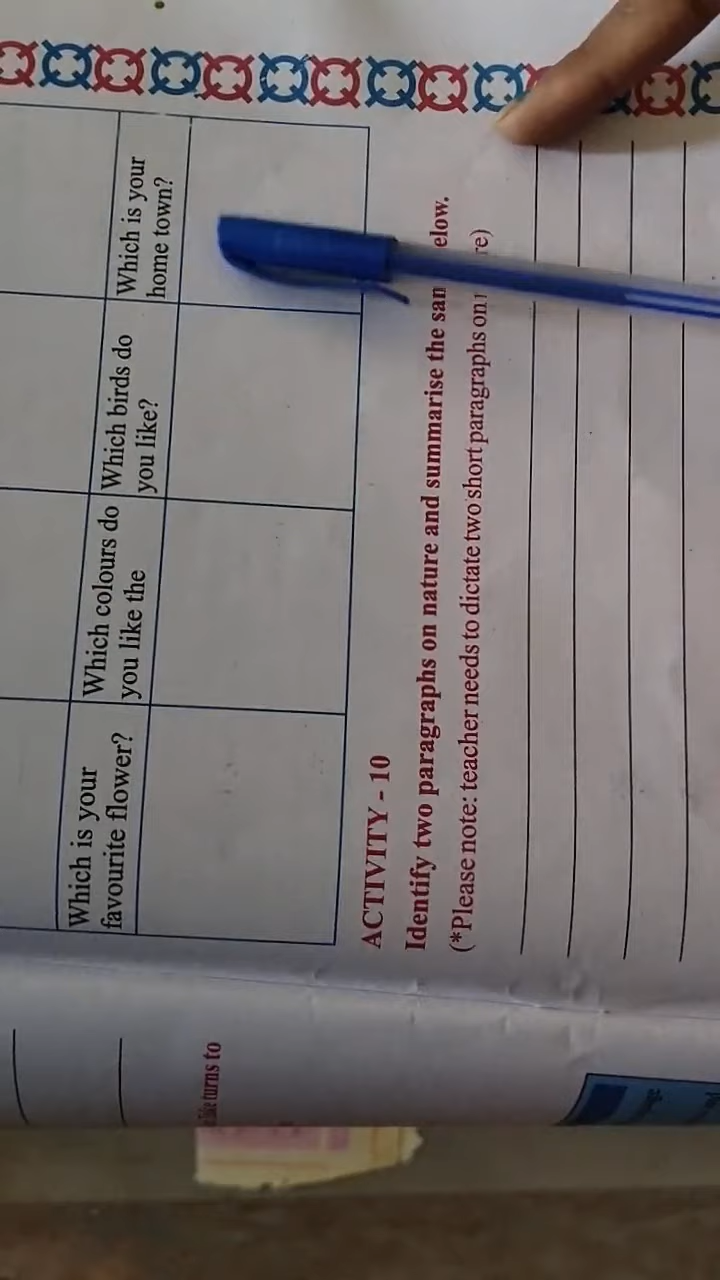 Which is your
favourite flower?
Which colours do
you like the
Which birds do
you like?
Which is your
home town?
ACTIVITY - 10
Identify two paragraphs on nature and summarise the elow.
(*Please note: teacher needs to dictate two short paragraphs on re)
turns to